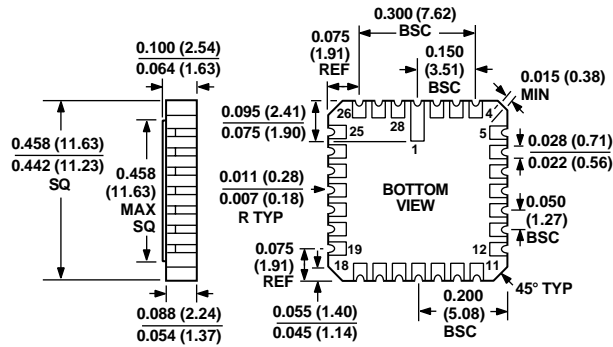 0.300 (7.62)
BSC
0.100 (2.54)
0.064 (1.63)
0.075
(1.91)
REF
0.150
(3.51)
BSC
0.015 (0.38)
MIN
0.458 (11.63)
0.442 (11.23)
SQ
0.458
(11.63)
MAX
SQ
0.095 (2.41)
0.075 (1.90)
26
28
4
25
1
5
0.028 (0.71)
0.022 (0.56)
0.011 (0.28)
0.007 (0.18)
R TYP
BOTTOM
VIEW
0.050
(1.27)
BSC
0.075
(1.91)
REF
19
18
12
11
0.088 (2.24)
0.054 (1.37)
0.055 (1.40)
0.045 (1.14)
0.200
(5.08)
BSC
45° TYP